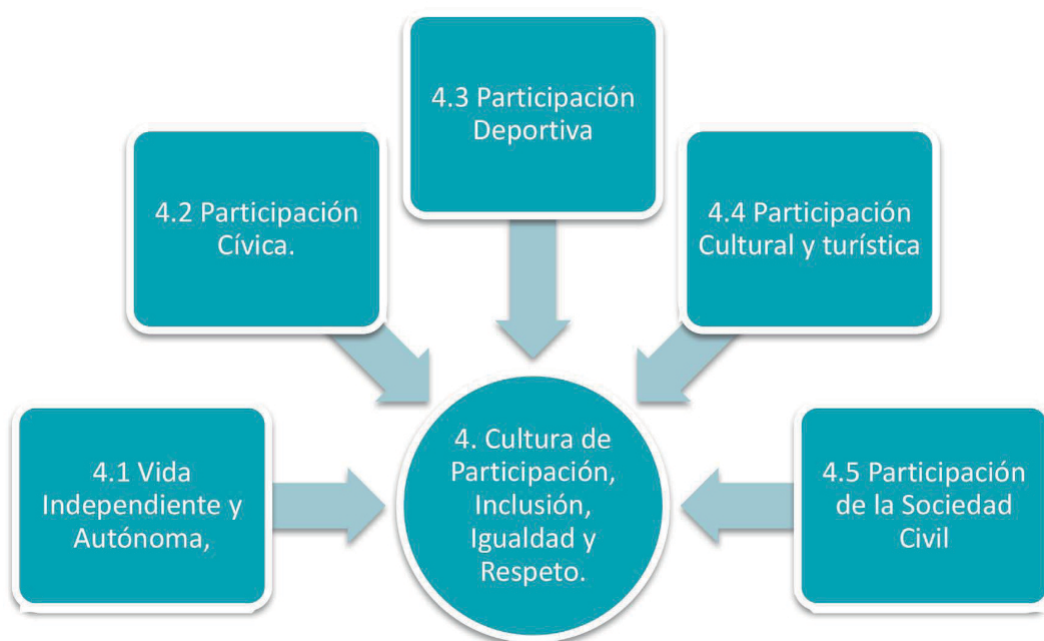 4.3 Participación
Deportiva
4.2 Participación
Cívica.
4.4 Participación
Cultural y turística
4.1 Vida
Independiente y
Autónoma,
4. Cultura de
Participación,
Inclusión,
Igualdad y
Respeto.
4.5 Participación
de la Sociedad
Civil